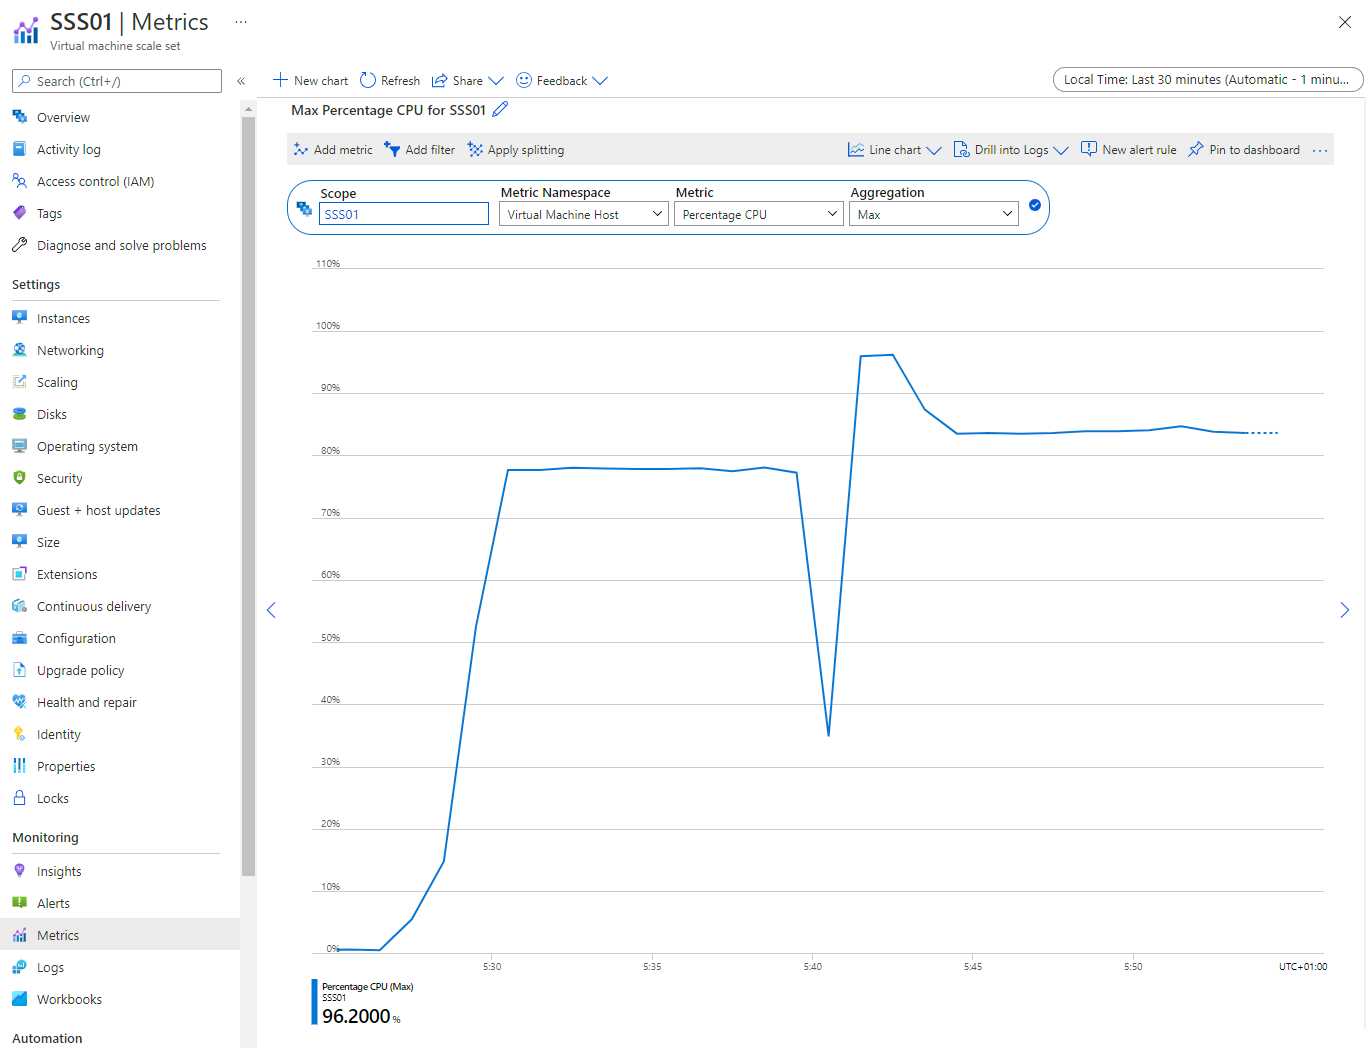 SSS01 | Metrics ...
Virtual machine scale set
Search (Ctrl+/)
«
New chart
Refresh
Share
Feedback
Local Time: Last 30 minutes (Automatic - 1 minu...
Overview
Activity log
Access control (IAM)
Tags
Diagnose and solve problems
Settings
Instances
Networking
Scaling
Disks
Operating system
Security
Guest + host updates
Size
Extensions
Continuous delivery
Configuration
Upgrade policy
Health and repair
Identity
Properties
Locks
Monitoring
Insights
Alerts
Metrics
Logs
Workbooks
Automation
Max Percentage CPU for SSS01
Add metric
Add filter
Apply splitting
Line chart
Drill into Logs
New alert rule
Pin to dashboard
...
Scope
SSS01
Metric Namespace
Virtual Machine Host
Metric
Percentage CPU
Aggregation
Max
110%
100%
90%
80%
70%
60%
50%
40%
30%
20%
10%
0%
5:30
5:35
5:40
5:45
5:50
UTC+01:00
Percentage CPU (Max)
SSS01
96.2000 %